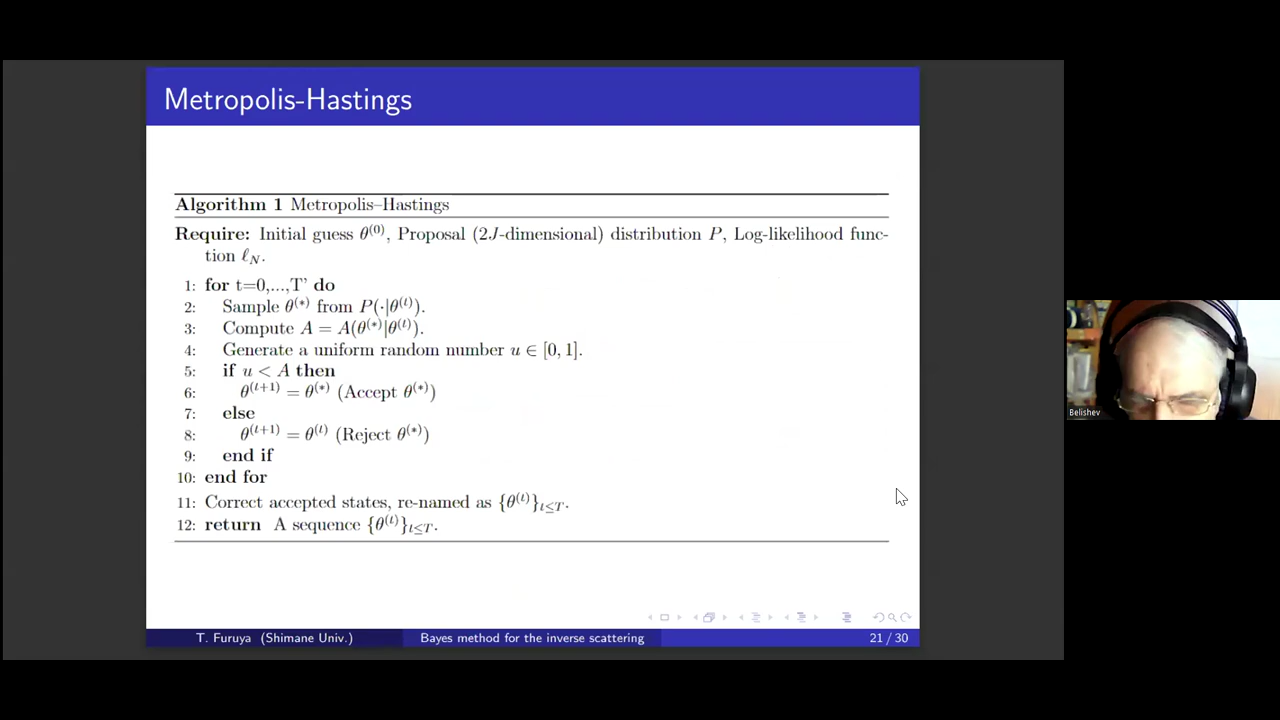 Metropolis-Hastings
Algorithm 1 Metropolis–Hastings
Require: Initial guess θ^(0), Proposal (2J-dimensional) distribution P, Log-likelihood func-
tion ℓ_N.
1: for t=0,...,T' do
2: Sample θ^(*) from P(·|θ^(t)).
3: Compute A = A(θ^(*)|θ^(t)).
4: Generate a uniform random number u ∈ [0, 1].
5: if u < A then
6: θ^(t+1) = θ^(*) (Accept θ^(*))
7: else
8: θ^(t+1) = θ^(t) (Reject θ^(*))
9: end if
10: end for
11: Correct accepted states, re-named as {θ^(t)}_{t≤T}.
12: return A sequence {θ^(t)}_{t≤T}.
T. Furuya (Shimane Univ.) Bayes method for the inverse scattering 21 / 30
Belishev